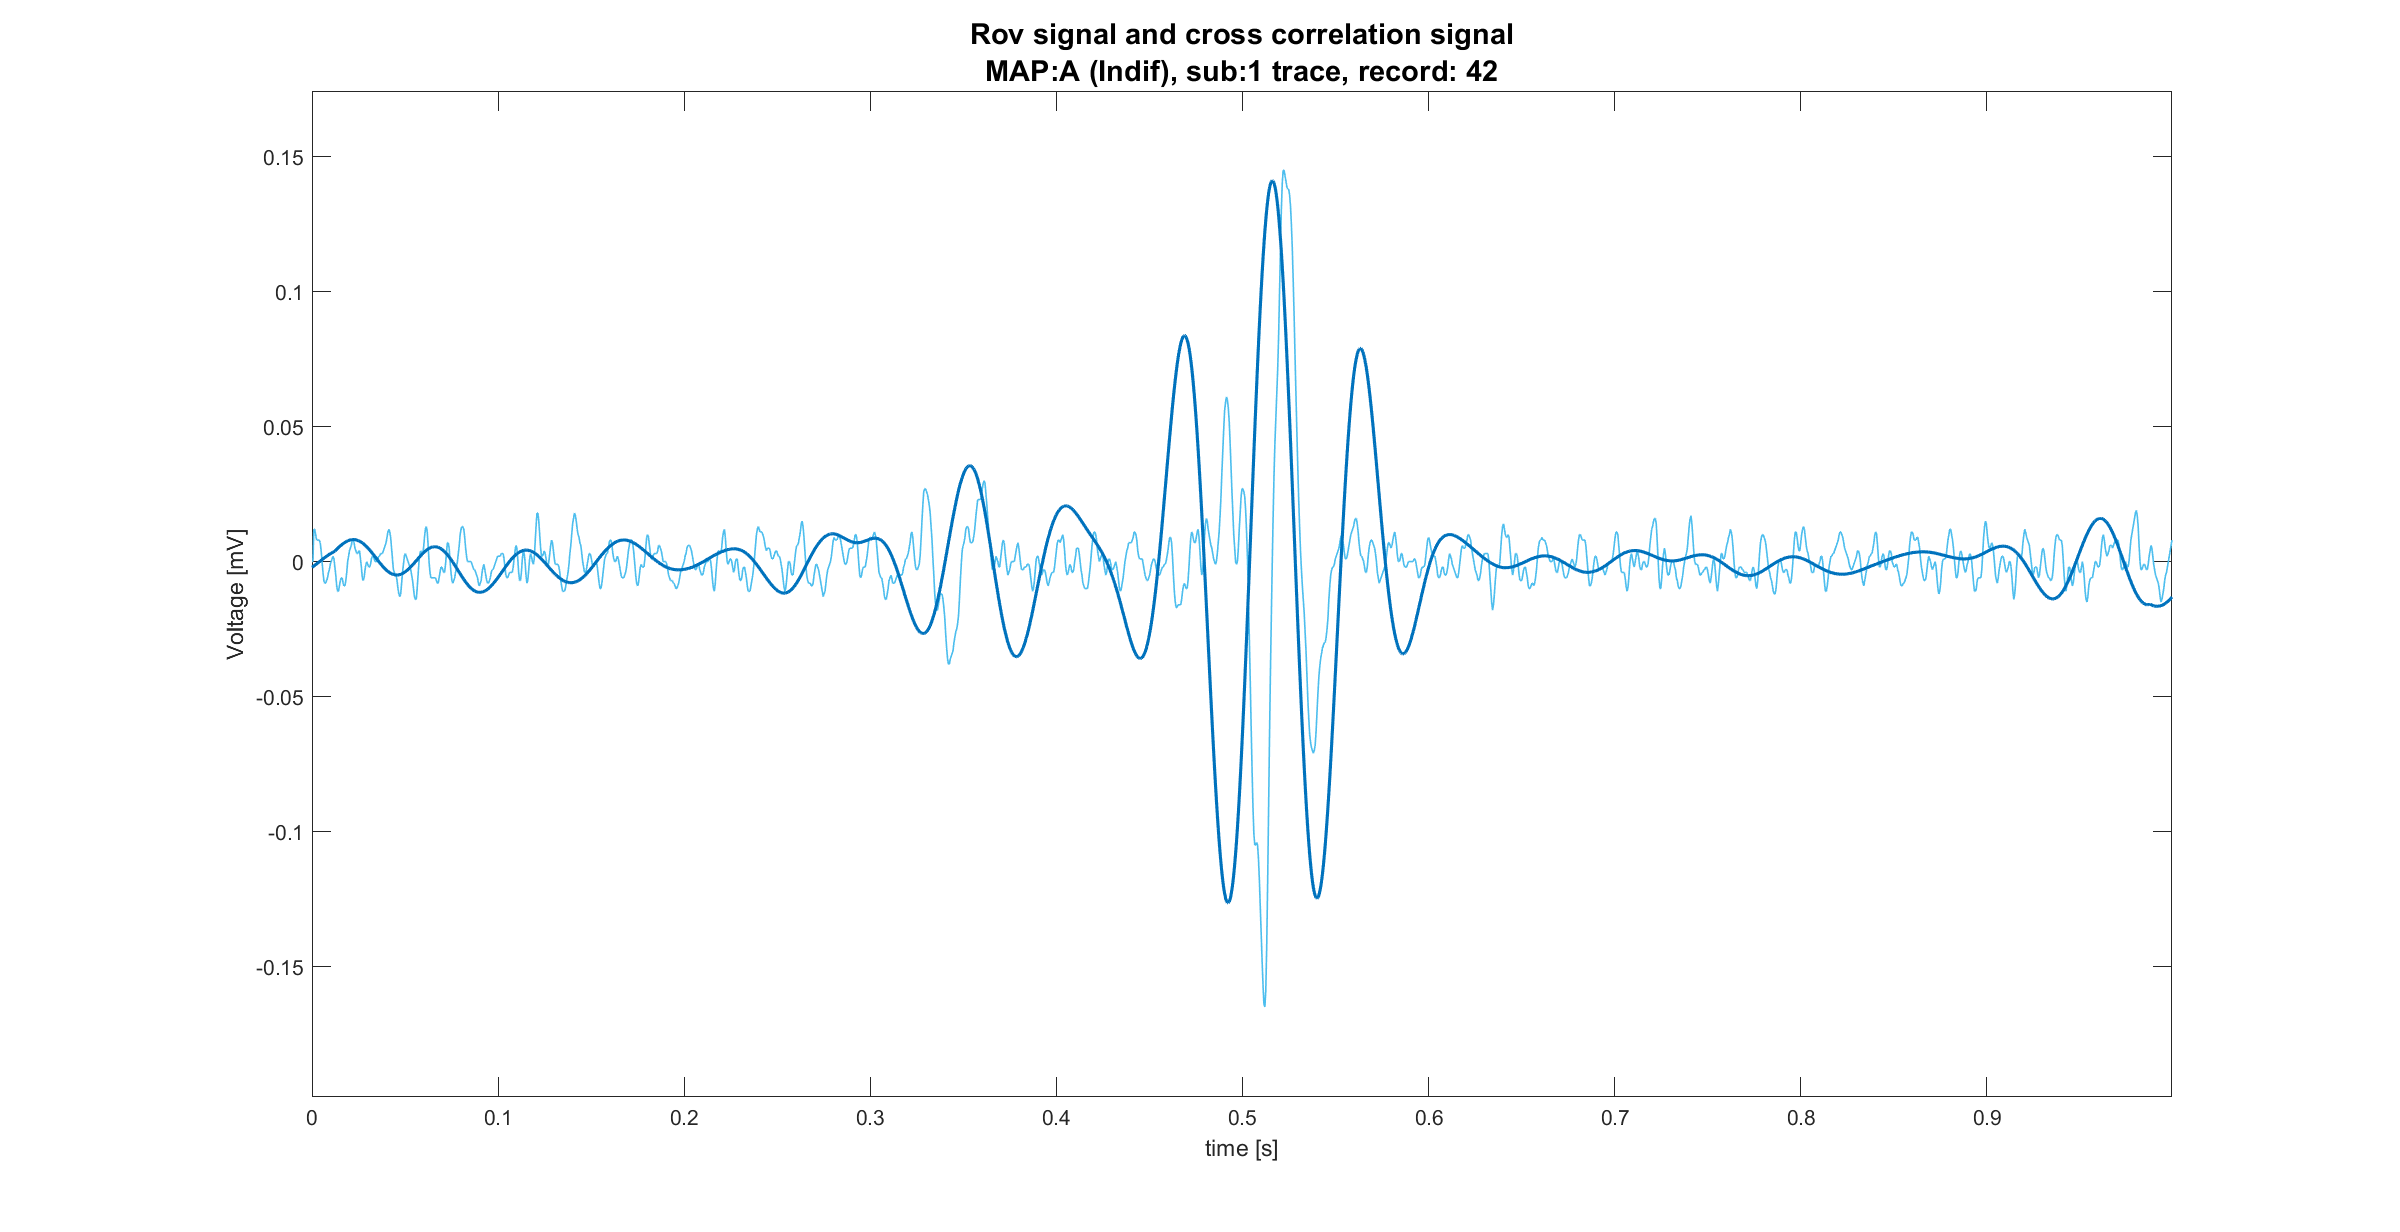 Rov signal and cross correlation signal
MAP:A (Indif), sub:1 trace, record: 42
0.15
0.1
0.05
0
-0.05
-0.1
-0.15
Voltage [mV]
0 0.1 0.2 0.3 0.4 0.5 0.6 0.7 0.8 0.9
time [s]